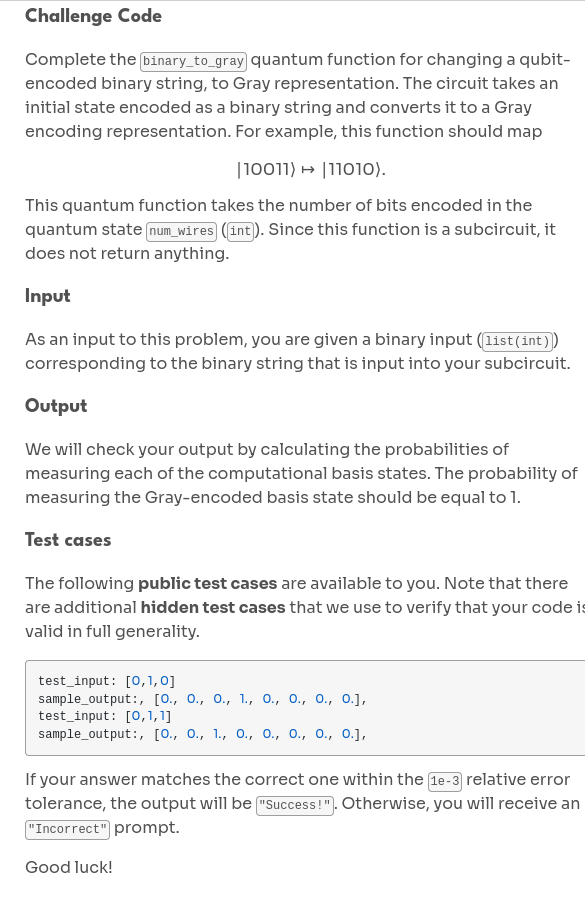 Challenge Code
Complete the binary_to_gray quantum function for changing a qubit-
encoded binary string, to Gray representation. The circuit takes an
initial state encoded as a binary string and converts it to a Gray
encoding representation. For example, this function should map
|10011⟩ ↦ |11010⟩.
This quantum function takes the number of bits encoded in the
quantum state num_wires (int). Since this function is a subcircuit, it
does not return anything.
Input
As an input to this problem, you are given a binary input (list(int))
corresponding to the binary string that is input into your subcircuit.
Output
We will check your output by calculating the probabilities of
measuring each of the computational basis states. The probability of
measuring the Gray-encoded basis state should be equal to 1.
Test cases
The following public test cases are available to you. Note that there
are additional hidden test cases that we use to verify that your code is
valid in full generality.
test_input: [0,1,0]
sample_output:, [0., 0., 0., 1., 0., 0., 0., 0.],
test_input: [0,1,1]
sample_output:, [0., 0., 1., 0., 0., 0., 0., 0.],
If your answer matches the correct one within the 1e-3 relative error
tolerance, the output will be "Success!". Otherwise, you will receive an
"Incorrect" prompt.
Good luck!